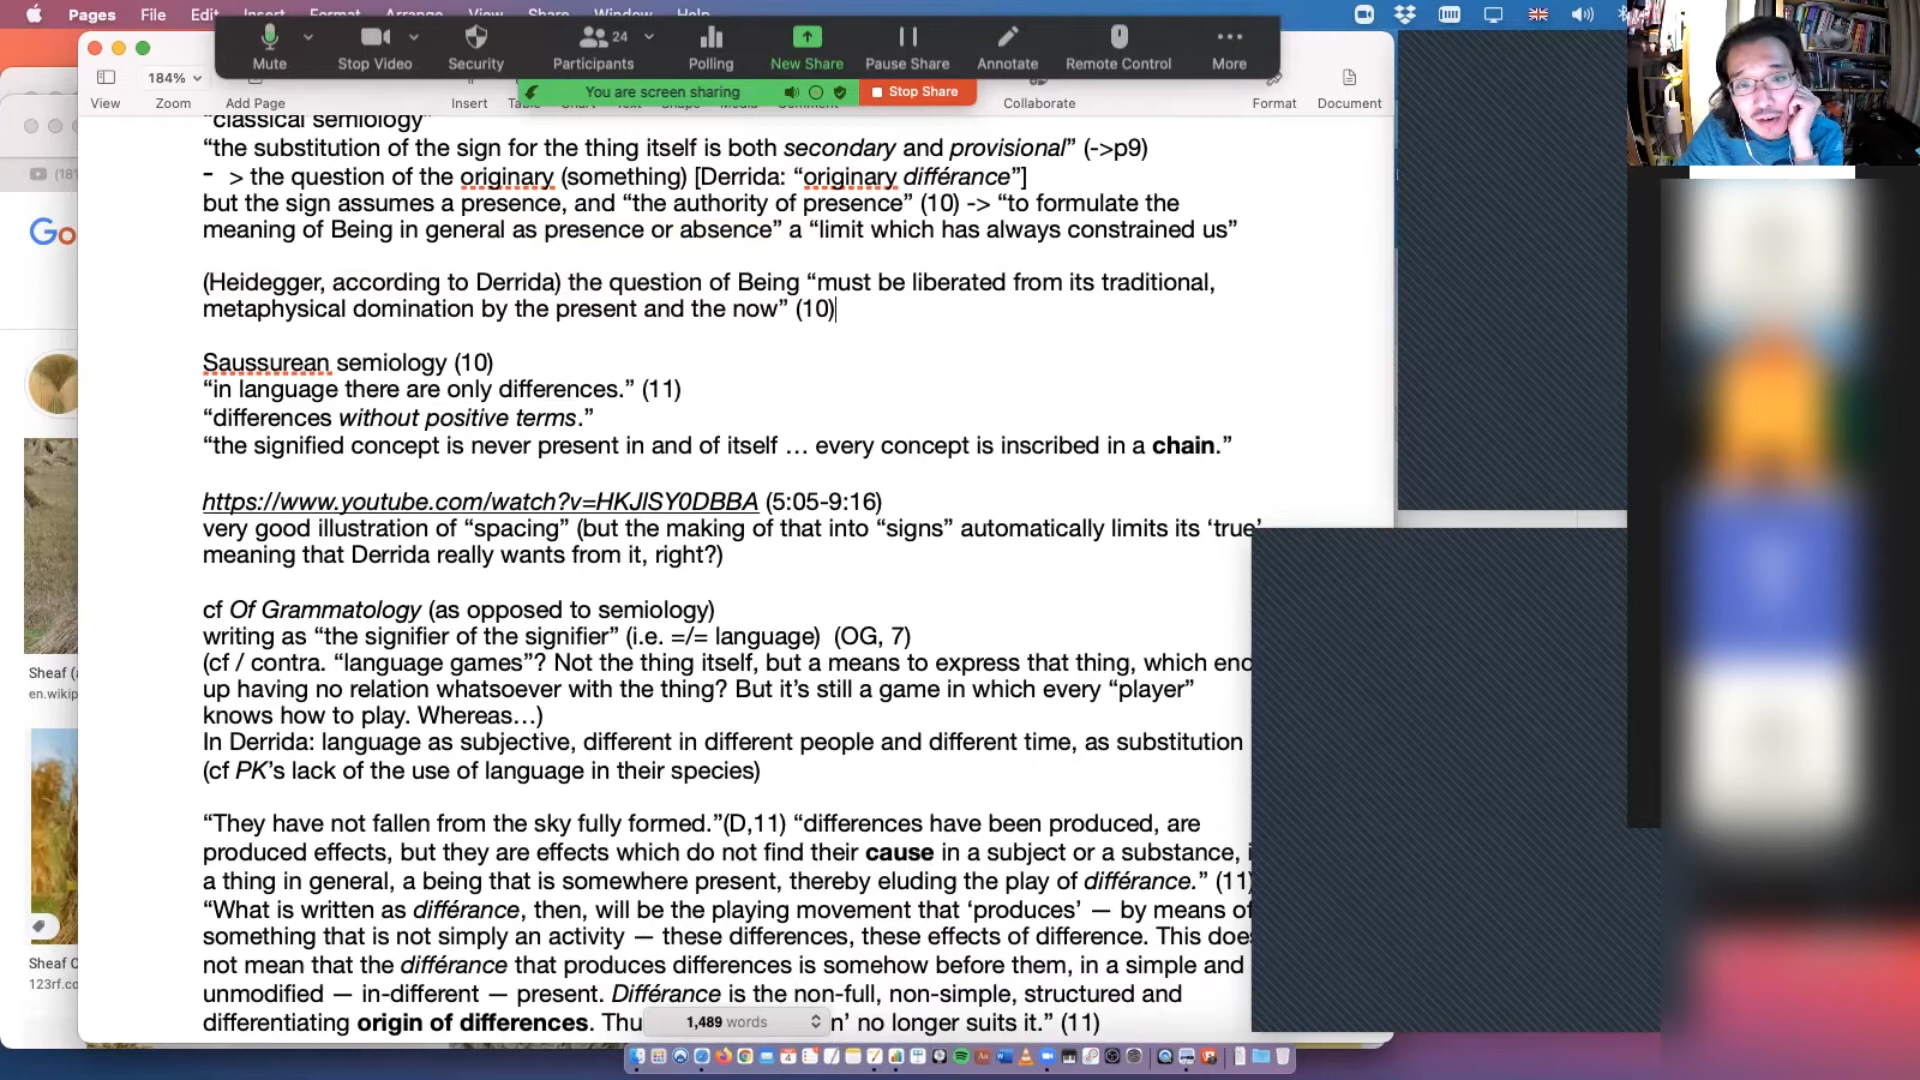 Pages File Edit Insert Format Arrange View Share Window Help
Mute Stop Video Security Participants 24 Polling New Share Pause Share Annotate Remote Control More
You are screen sharing Stop Share
184%
View Zoom Add Page Insert Table Chart Text Shape Media Comment Collaborate Format Document
“classical semiology”
“the substitution of the sign for the thing itself is both secondary and provisional” (->p9)
- > the question of the originary (something) [Derrida: “originary différance”]
but the sign assumes a presence, and “the authority of presence” (10) -> “to formulate the
meaning of Being in general as presence or absence” a “limit which has always constrained us”
(Heidegger, according to Derrida) the question of Being “must be liberated from its traditional,
metaphysical domination by the present and the now” (10)
Saussurean semiology (10)
“in language there are only differences.” (11)
“differences without positive terms.”
“the signified concept is never present in and of itself … every concept is inscribed in a chain.”
https://www.youtube.com/watch?v=HKJlSY0DBBA (5:05-9:16)
very good illustration of “spacing” (but the making of that into “signs” automatically limits its ‘true’
meaning that Derrida really wants from it, right?)
cf Of Grammatology (as opposed to semiology)
writing as “the signifier of the signifier” (i.e. =/= language) (OG, 7)
(cf / contra. “language games”? Not the thing itself, but a means to express that thing, which end
up having no relation whatsoever with the thing? But it’s still a game in which every “player”
knows how to play. Whereas…)
In Derrida: language as subjective, different in different people and different time, as substitution
(cf PK’s lack of the use of language in their species)
“They have not fallen from the sky fully formed.”(D,11) “differences have been produced, are
produced effects, but they are effects which do not find their cause in a subject or a substance, i
a thing in general, a being that is somewhere present, thereby eluding the play of différance.” (11)
“What is written as différance, then, will be the playing movement that ‘produces’ — by means of
something that is not simply an activity — these differences, these effects of difference. This doe
not mean that the différance that produces differences is somehow before them, in a simple and
unmodified — in-different — present. Différance is the non-full, non-simple, structured and
differentiating origin of differences. Thu n’ no longer suits it.” (11)
1,489 words
Go
Sheaf (a
en.wikip
Sheaf C
123rf.co